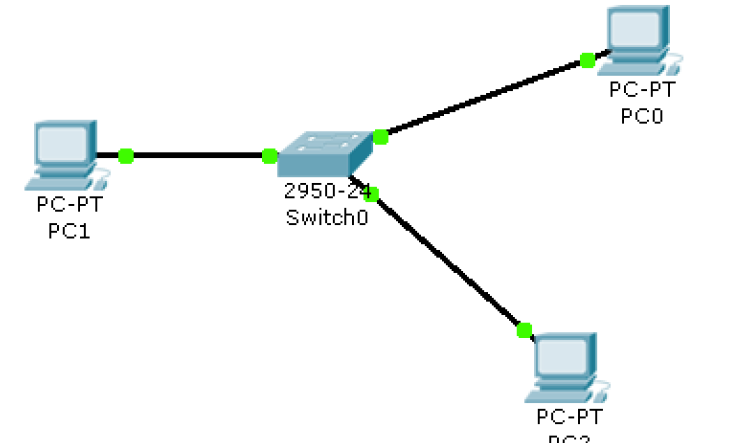 PC-PT
PC0
PC-PT
PC1
2950-24
Switch0
PC-PT